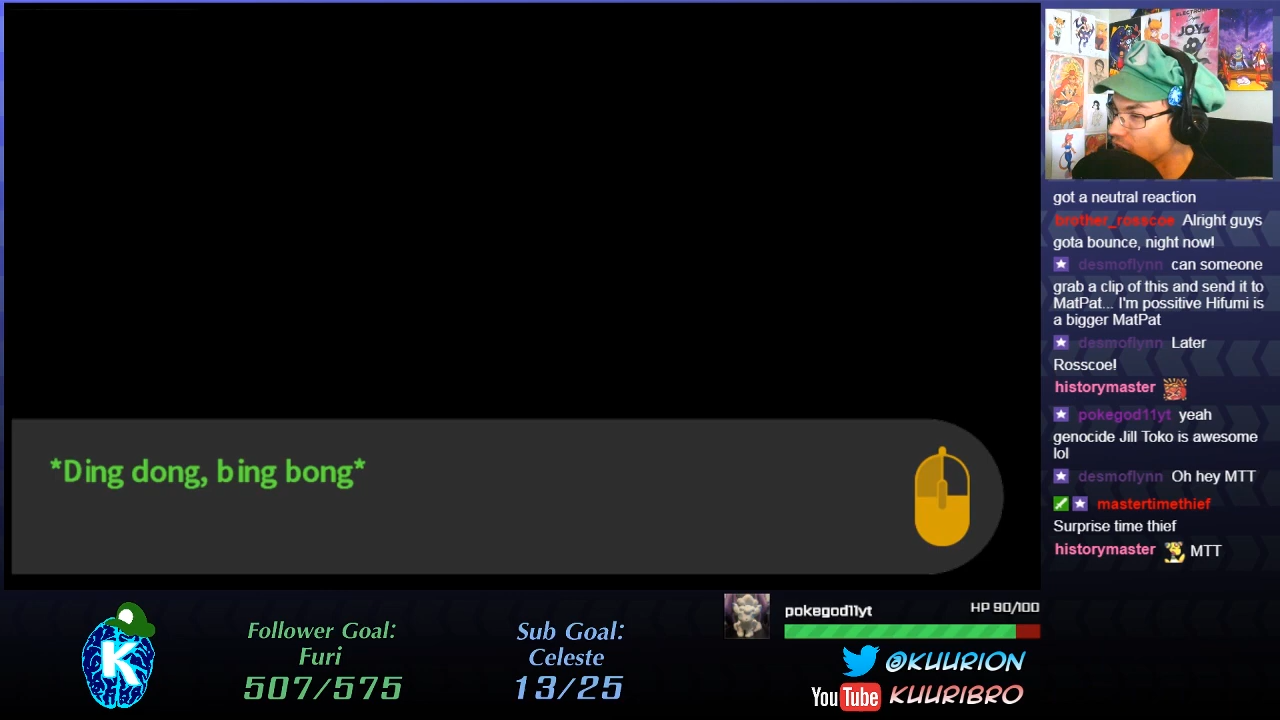 ELECTRONIC
JOYz
got a neutral reaction
brother_rosscoe Alright guys
gota bounce, night now!
desmoflynn can someone
grab a clip of this and send it to
MatPat... I'm possitive Hifumi is
a bigger MatPat
desmoflynn Later
Rosscoe!
historymaster
pokegod11yt yeah
genocide Jill Toko is awesome
lol
desmoflynn Oh hey MTT
mastertimethief
Surprise time thief
historymaster MTT
*Ding dong, bing bong*
K
Follower Goal:
Furi
507/575
Sub Goal:
Celeste
13/25
pokegod11yt HP 90/100
@KUURION
You Tube KUURIBRO